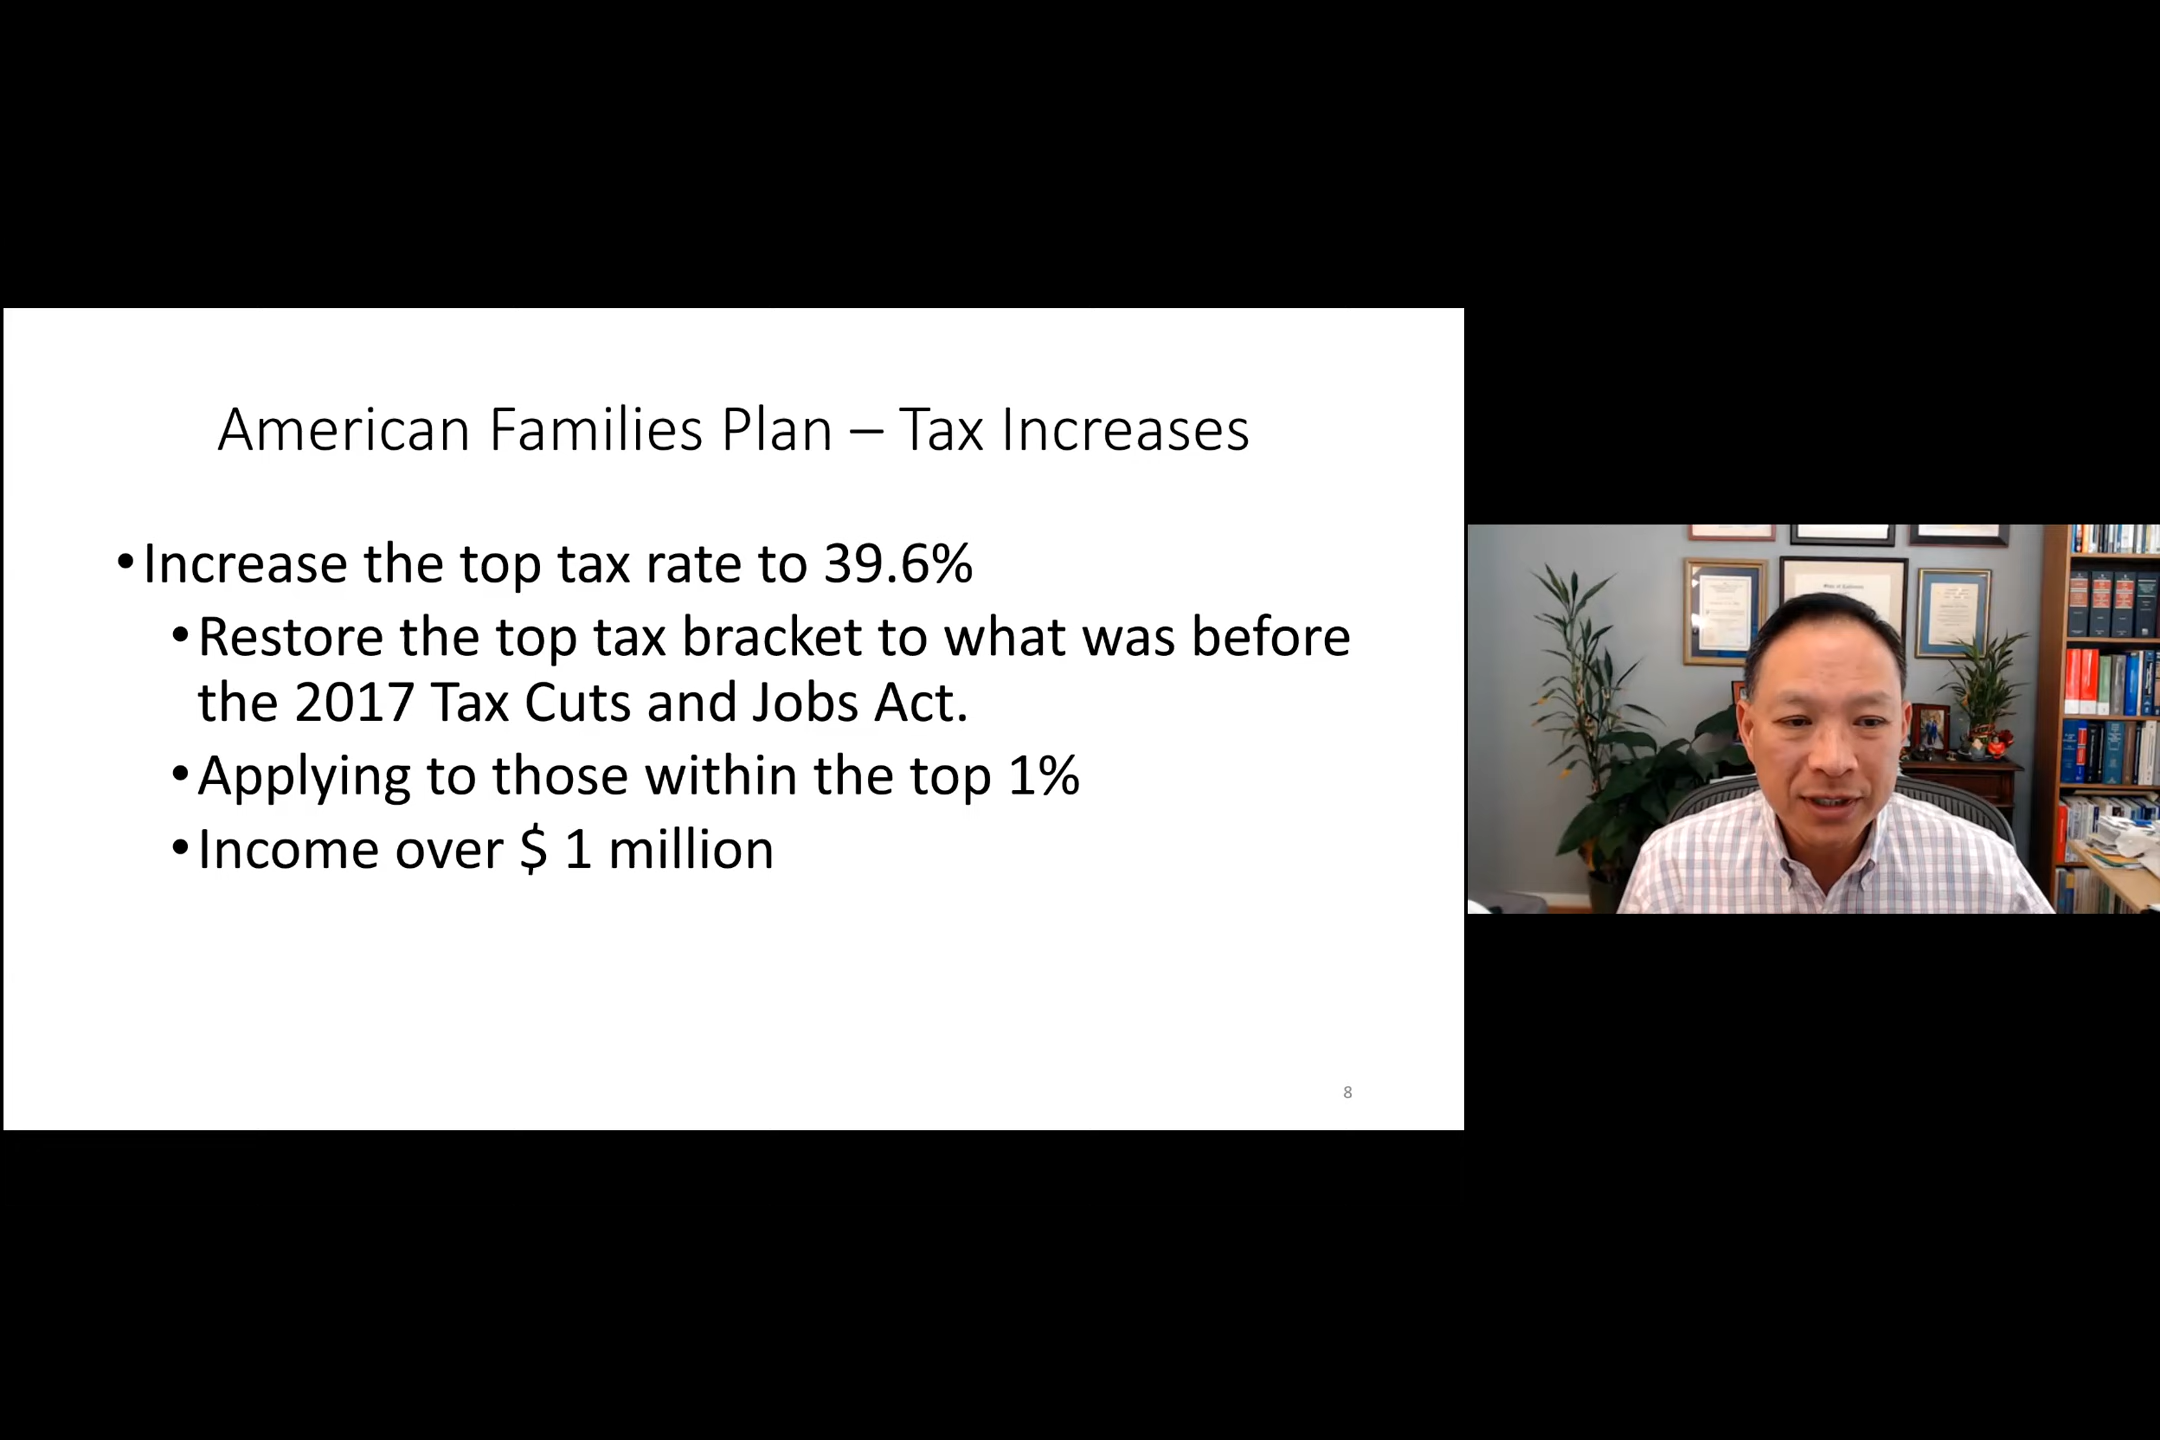 American Families Plan – Tax Increases
•Increase the top tax rate to 39.6%
•Restore the top tax bracket to what was before
the 2017 Tax Cuts and Jobs Act.
•Applying to those within the top 1%
•Income over $ 1 million
8